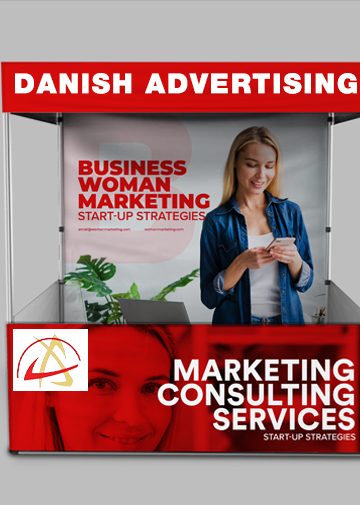 DANISH ADVERTISING
BUSINESS
WOMAN
MARKETING
START-UP STRATEGIES
MARKETING
CONSULTING
SERVICES
START-UP STRATEGIES